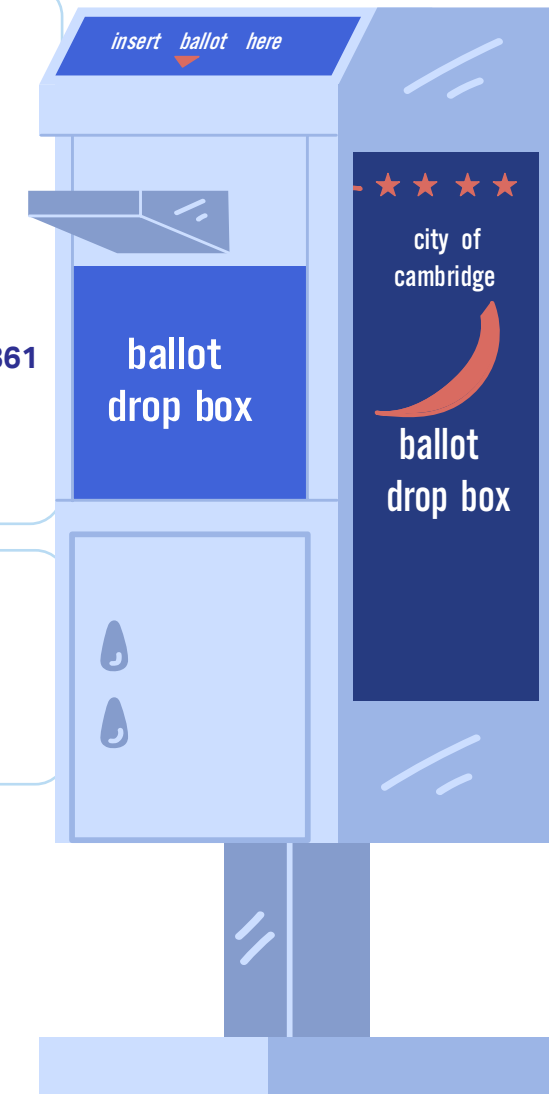 insert ballot here
city of
cambridge
ballot
drop box
ballot
drop box